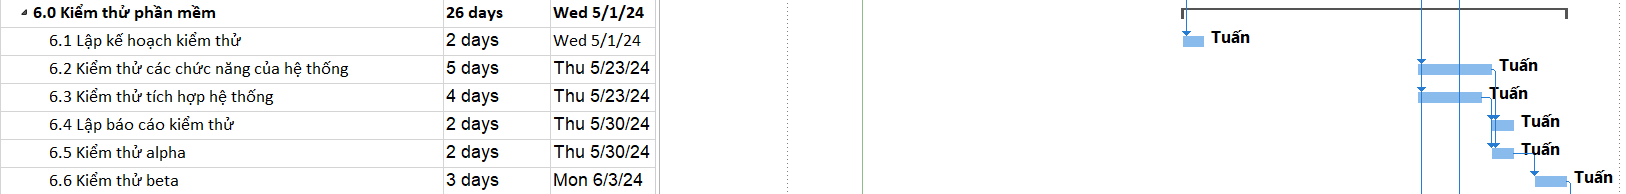 6.0 Kiểm thử phần mềm 26 days Wed 5/1/24
6.1 Lập kế hoạch kiểm thử 2 days Wed 5/1/24 Tuấn
6.2 Kiểm thử các chức năng của hệ thống 5 days Thu 5/23/24 Tuấn
6.3 Kiểm thử tích hợp hệ thống 4 days Thu 5/23/24 Tuấn
6.4 Lập báo cáo kiểm thử 2 days Thu 5/30/24 Tuấn
6.5 Kiểm thử alpha 2 days Thu 5/30/24 Tuấn
6.6 Kiểm thử beta 3 days Mon 6/3/24 Tuấn